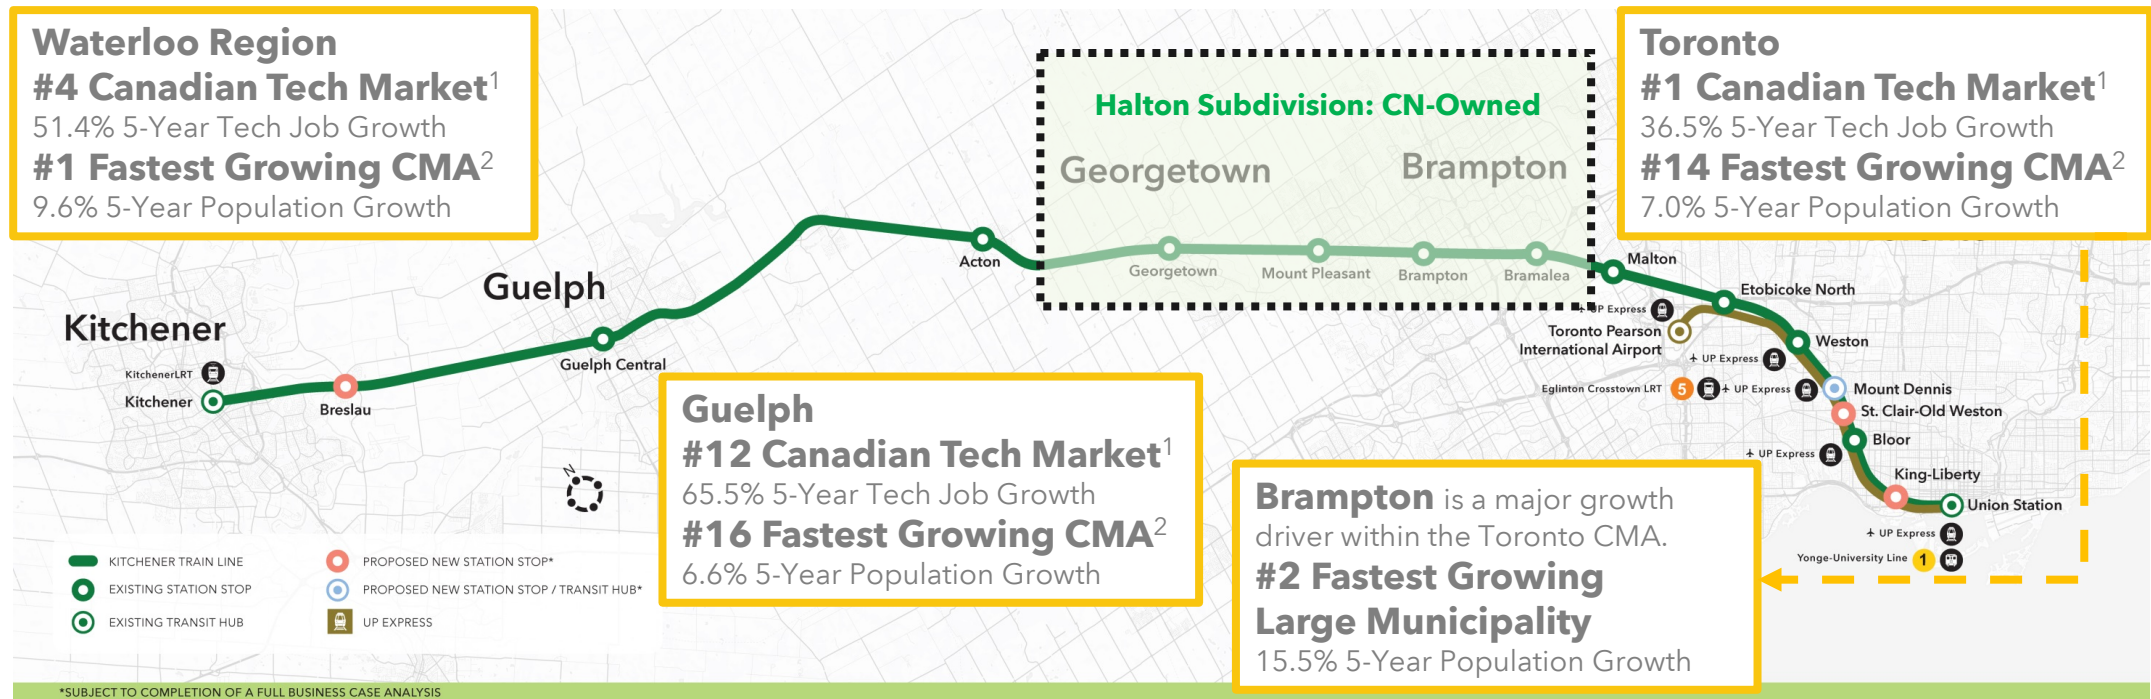 Waterloo Region
#4 Canadian Tech Market1
51.4% 5-Year Tech Job Growth
#1 Fastest Growing CMA2
9.6% 5-Year Population Growth
Halton Subdivision: CN-Owned
Georgetown
Brampton
Toronto
#1 Canadian Tech Market1
36.5% 5-Year Tech Job Growth
#14 Fastest Growing CMA2
7.0% 5-Year Population Growth
Kitchener
Guelph
KitchenerLRT
Kitchener
Breslau
Guelph Central
Acton
Georgetown
Mount Pleasant
Brampton
Bramalea
Malton
Etobicoke North
UP Express
Toronto Pearson
International Airport
Weston
UP Express
Eglinton Crosstown LRT
5
UP Express
Mount Dennis
St. Clair-Old Weston
Bloor
UP Express
King-Liberty
Union Station
UP Express
Yonge-University Line
1
Guelph
#12 Canadian Tech Market1
65.5% 5-Year Tech Job Growth
#16 Fastest Growing CMA2
6.6% 5-Year Population Growth
Brampton is a major growth
driver within the Toronto CMA.
#2 Fastest Growing
Large Municipality
15.5% 5-Year Population Growth
N
KITCHENER TRAIN LINE
EXISTING STATION STOP
EXISTING TRANSIT HUB
PROPOSED NEW STATION STOP*
PROPOSED NEW STATION STOP / TRANSIT HUB*
UP EXPRESS
*SUBJECT TO COMPLETION OF A FULL BUSINESS CASE ANALYSIS